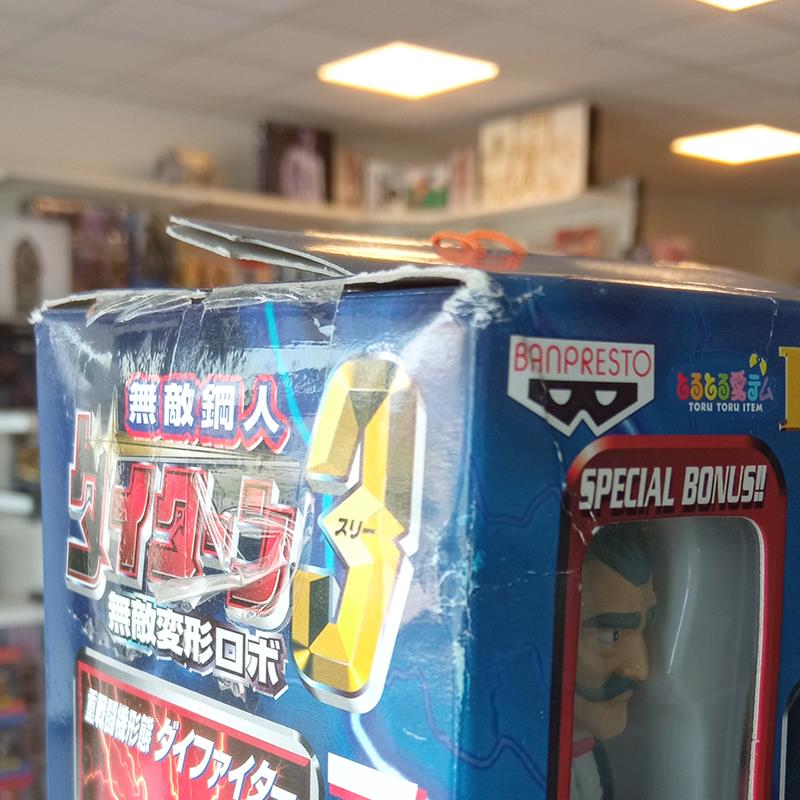 無敵鋼人
ダイターン3
スリー
無敵変形ロボ
ダイファイター
BANPRESTO
とるとる愛テム
TORU TORU ITEM
SPECIAL BONUS!!